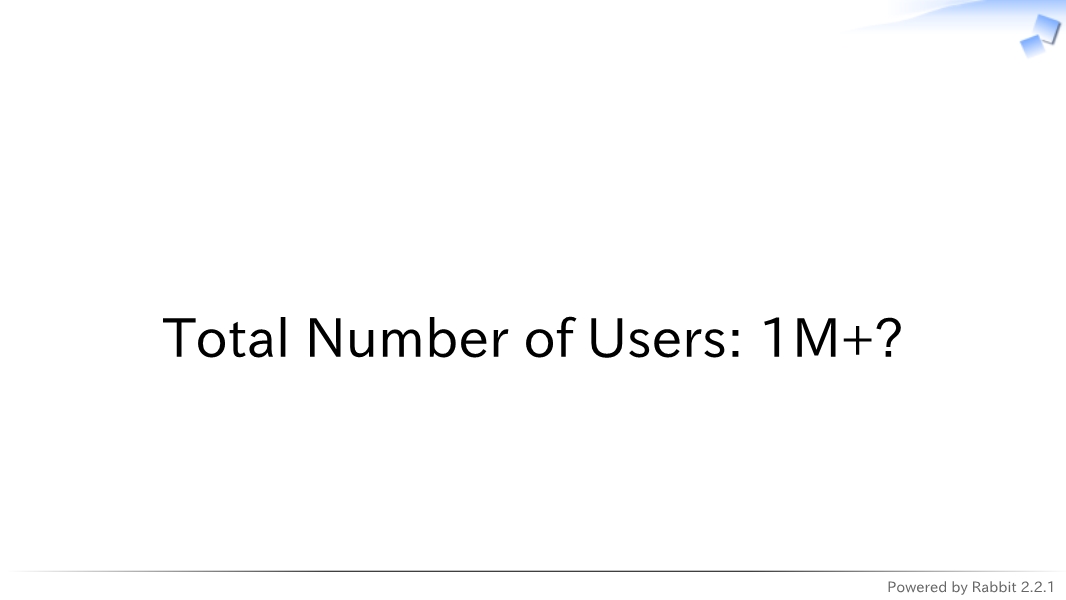 Total Number of Users: 1M+?
Powered by Rabbit 2.2.1